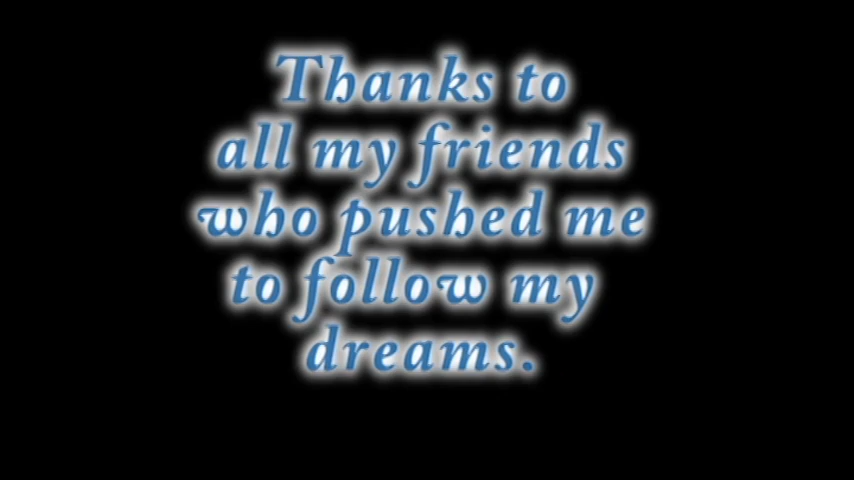 Thanks to
all my friends
who pushed me
to follow my
dreams.